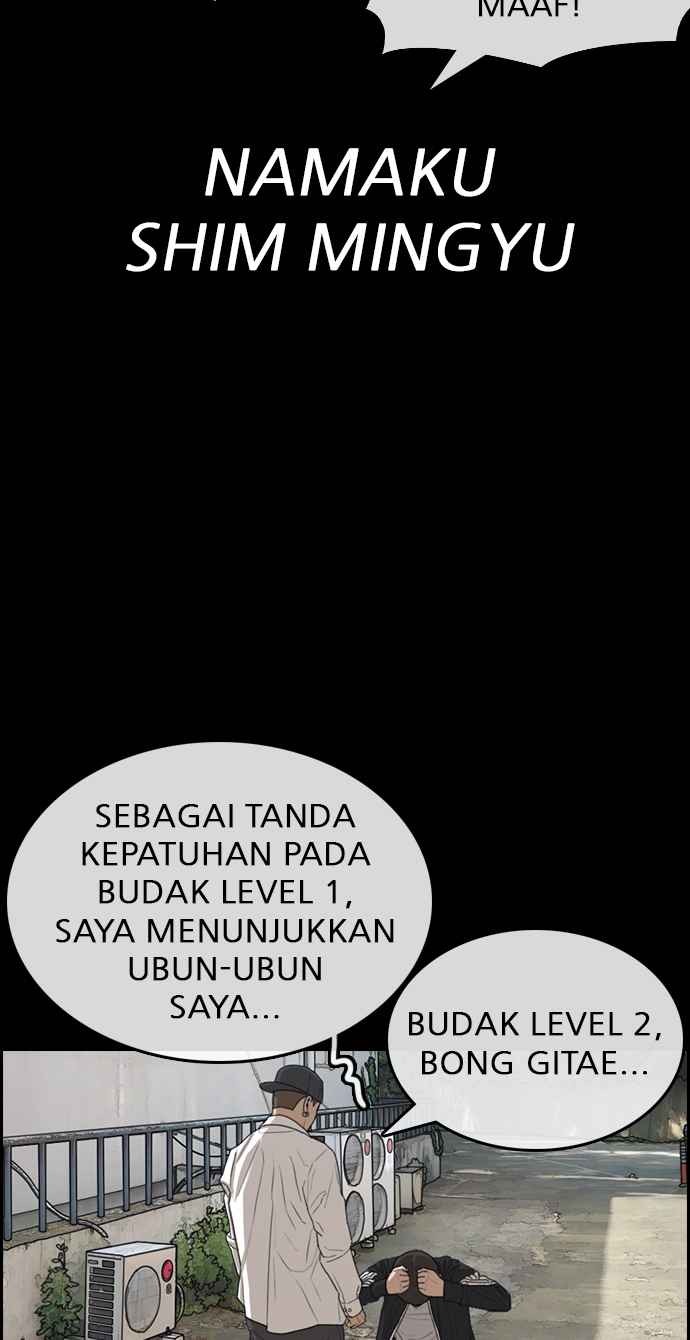 MAAF!
NAMAKU
SHIM MINGYU
SEBAGAI TANDA
KEPATUHAN PADA
BUDAK LEVEL 1,
SAYA MENUNJUKKAN
UBUN-UBUN
SAYA...
BUDAK LEVEL 2,
BONG GITAE...